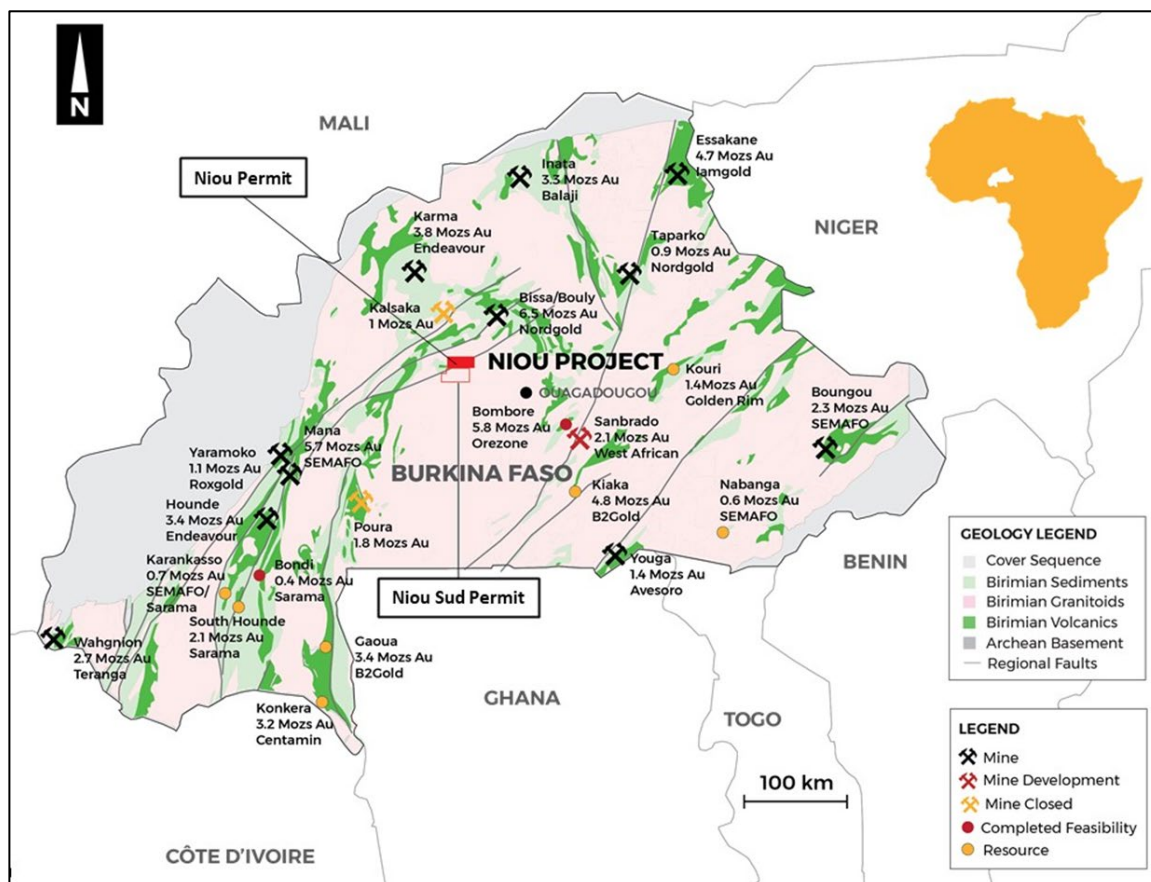 N
MALI
Niou Permit
Inata
3.3 Mozs Au
Balaji
Essakane
4.7 Mozs Au
Iamgold
NIGER
Karma
3.8 Mozs Au
Endeavour
Taparko
0.9 Mozs Au
Nordgold
Kalsaka
1 Mozs Au
Bissa/Bouly
6.5 Mozs Au
Nordgold
NIOU PROJECT
OUAGADOUGOU
Kouri
1.4Mozs Au
Golden Rim
Boungou
2.3 Mozs Au
SEMAFO
Bombore
5.8 Mozs Au
Orezone
Sanbrado
2.1 Mozs Au
West African
Mana
5.7 Mozs Au
SEMAFO
Yaramoko
1.1 Mozs Au
Roxgold
BURKINA FASO
Kiaka
4.8 Mozs Au
B2Gold
Nabanga
0.6 Mozs Au
SEMAFO
Hounde
3.4 Mozs Au
Endeavour
Poura
1.8 Mozs Au
Karankasso
0.7 Mozs Au
SEMAFO/
Sarama
Bondi
0.4 Mozs Au
Sarama
Niou Sud Permit
Youga
1.4 Mozs Au
Avesoro
BENIN
South Hounde
2.1 Mozs Au
Sarama
Wahgnion
2.7 Mozs Au
Teranga
Gaoua
3.4 Mozs Au
B2Gold
Konkera
3.2 Mozs Au
Centamin
GHANA
TOGO
CÔTE D'IVOIRE
100 km
GEOLOGY LEGEND
Cover Sequence
Birimian Sediments
Birimian Granitoids
Birimian Volcanics
Archean Basement
Regional Faults
LEGEND
Mine
Mine Development
Mine Closed
Completed Feasibility
Resource